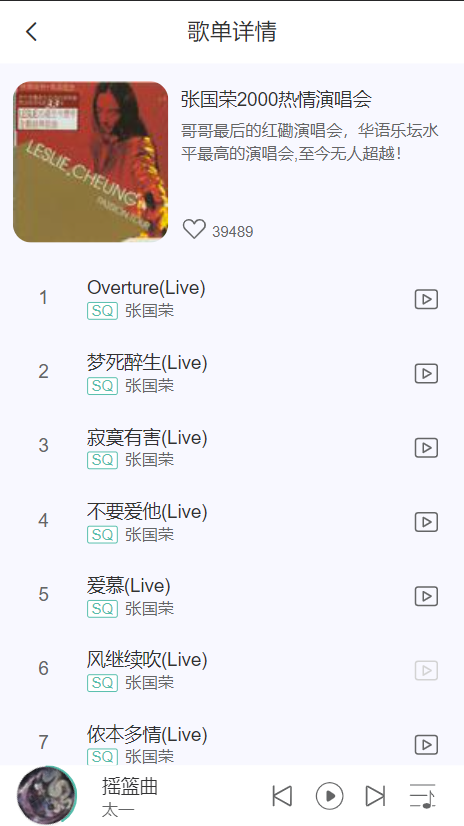 歌单详情
LESLIE CHEUNG
PASSION TOUR
张国荣2000热情演唱会
哥哥最后的红磡演唱会，华语乐坛水
平最高的演唱会,至今无人超越！
39489
1
Overture(Live)
SQ 张国荣
2
梦死醉生(Live)
SQ 张国荣
3
寂寞有害(Live)
SQ 张国荣
4
不要爱他(Live)
SQ 张国荣
5
爱慕(Live)
SQ 张国荣
6
风继续吹(Live)
SQ 张国荣
7
侬本多情(Live)
SQ 张国荣
摇篮曲
太一